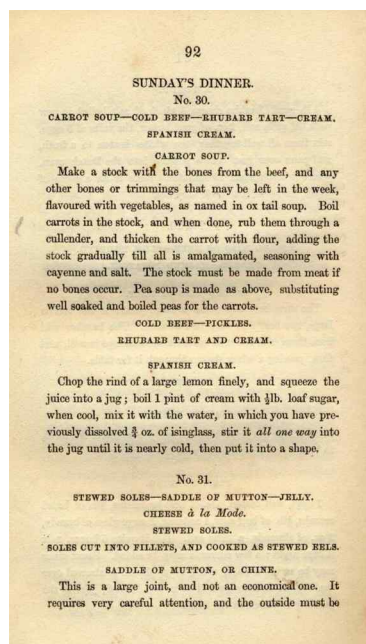 92
SUNDAY'S DINNER.
No. 30.
CARROT SOUP—COLD BEEF—RHUBARB TART—CREAM.
SPANISH CREAM.
CARROT SOUP.
Make a stock with the bones from the beef, and any
other bones or trimmings that may be left in the week,
flavoured with vegetables, as named in ox tail soup. Boil
carrots in the stock, and when done, rub them through a
cullender, and thicken the carrot with flour, adding the
stock gradually till all is amalgamated, seasoning with
cayenne and salt. The stock must be made from meat if
no bones occur. Pea soup is made as above, substituting
well soaked and boiled peas for the carrots.
COLD BEEF—PICKLES.
RHUBARB TART AND CREAM.
SPANISH CREAM.
Chop the rind of a large lemon finely, and squeeze the
juice into a jug; boil 1 pint of cream with ½lb. loaf sugar,
when cool, mix it with the water, in which you have pre-
viously dissolved ¾ oz. of isinglass, stir it all one way into
the jug until it is nearly cold, then put it into a shape.
No. 31.
STEWED SOLES—SADDLE OF MUTTON—JELLY.
CHEESE à la Mode.
STEWED SOLES.
SOLES CUT INTO FILLETS, AND COOKED AS STEWED EELS.
SADDLE OF MUTTON, OR CHINE.
This is a large joint, and not an economical one. It
requires very careful attention, and the outside must be